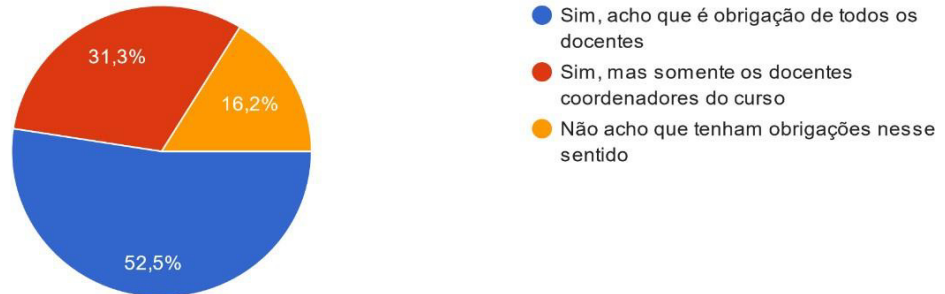 31,3%
16,2%
52,5%
Sim, acho que é obrigação de todos os
docentes
Sim, mas somente os docentes
coordenadores do curso
Não acho que tenham obrigações nesse
sentido